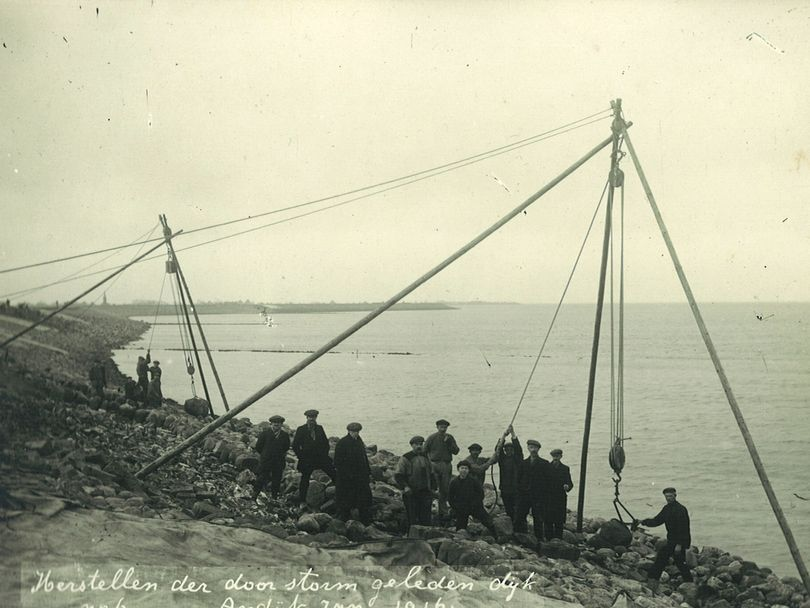 Herstellen der door storm geleden dyk
Andijk Jan 1916